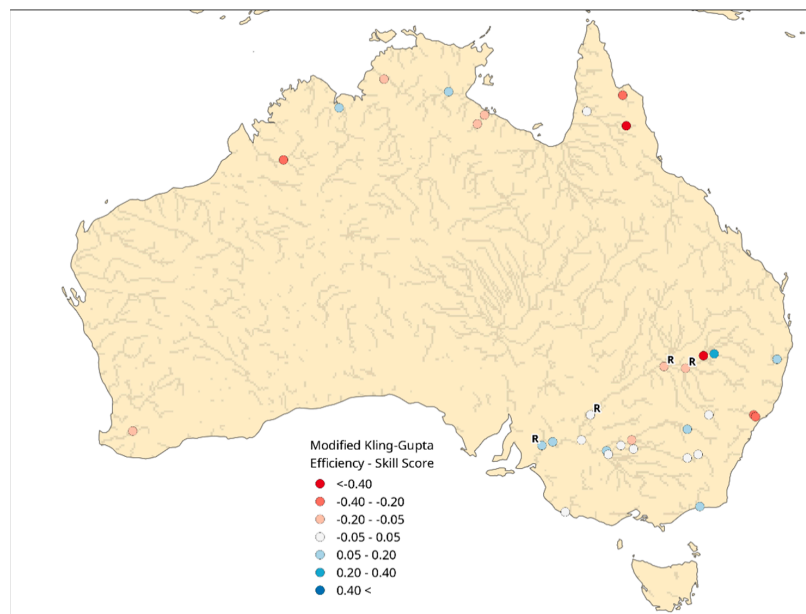 R
R
R
R
Modified Kling-Gupta
Efficiency - Skill Score
<-0.40
-0.40 - -0.20
-0.20 - -0.05
-0.05 - 0.05
0.05 - 0.20
0.20 - 0.40
0.40 <